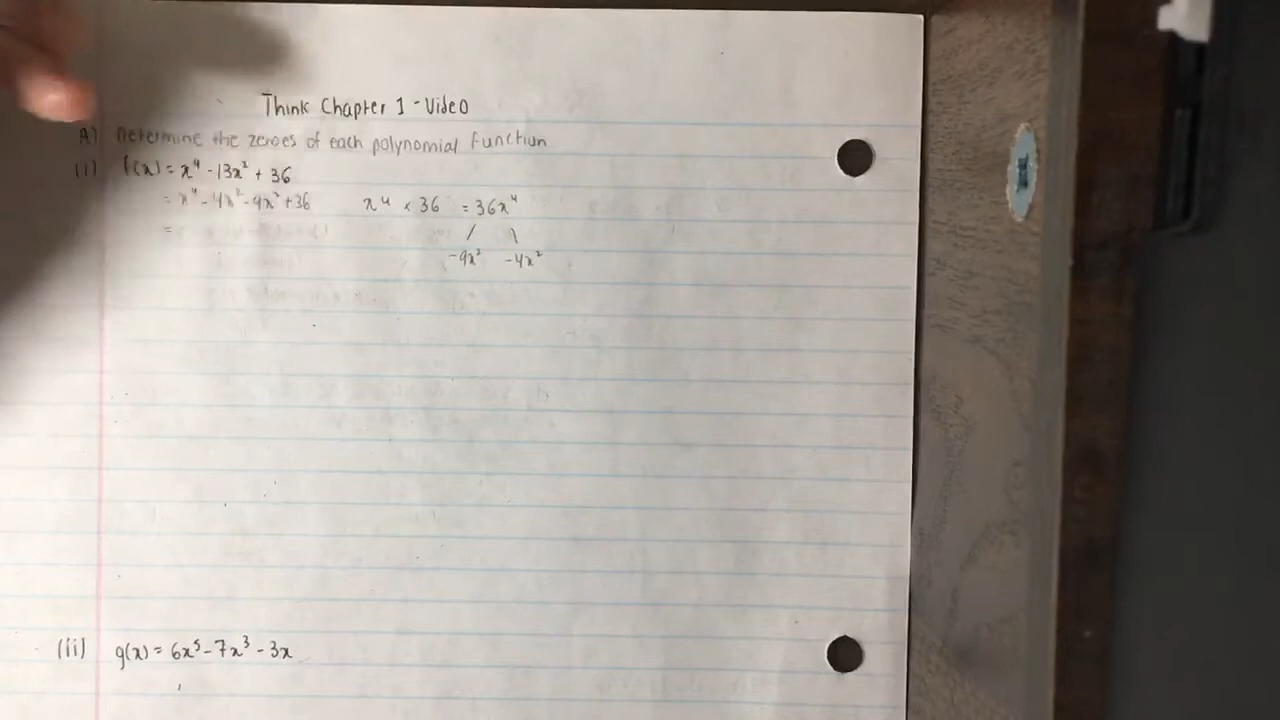 Think Chapter 1 - Video
A) Determine the zeroes of each polynomial function
(i) f(x) = x⁴ - 13x² + 36
= x⁴ - 4x² - 9x² + 36 x⁴ × 36 = 36x⁴
=
-9x² -4x²
(ii) g(x) = 6x⁵ - 7x³ - 3x